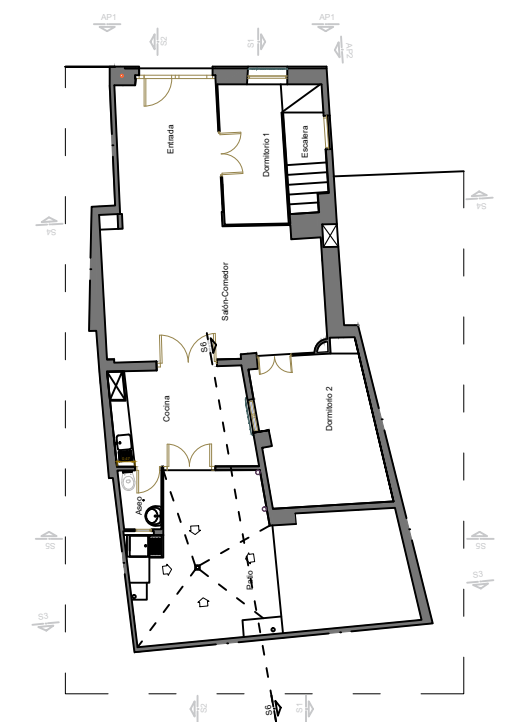 AP1
S2
S1
AP1
AP2
Entrada
Dormitorio 1
Escalera
S4
S4
Salón-Comedor
S6
Cocina
Dormitorio 2
Aseo
S5
S5
Patio
S3
S3
S2
S6
S1